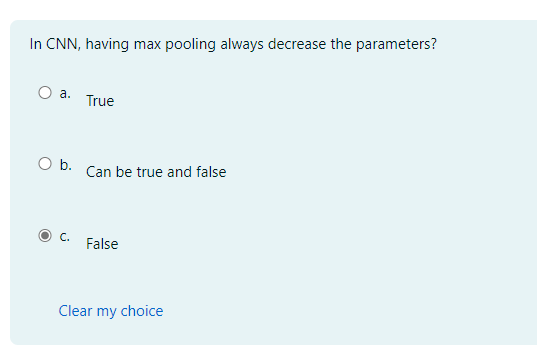 In CNN, having max pooling always decrease the parameters?
a.
True
b.
Can be true and false
c.
False
Clear my choice